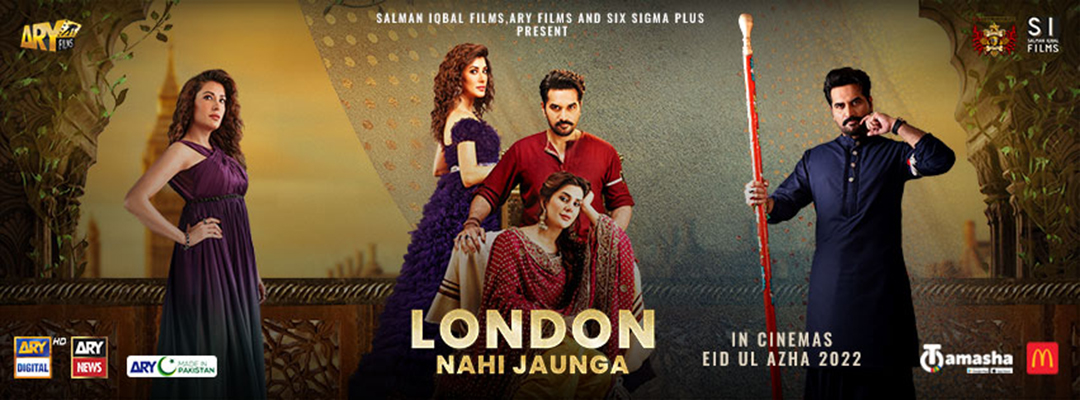 SALMAN IQBAL FILMS,ARY FILMS AND SIX SIGMA PLUS
PRESENT
ARY
FILMS
SI
SALMAN IQBAL
FILMS
LONDON
NAHI JAUNGA
IN CINEMAS
EID UL AZHA 2022
ARY HD
DIGITAL
ARY
NEWS
ARY MADE IN
PAKISTAN
Tamasha
M